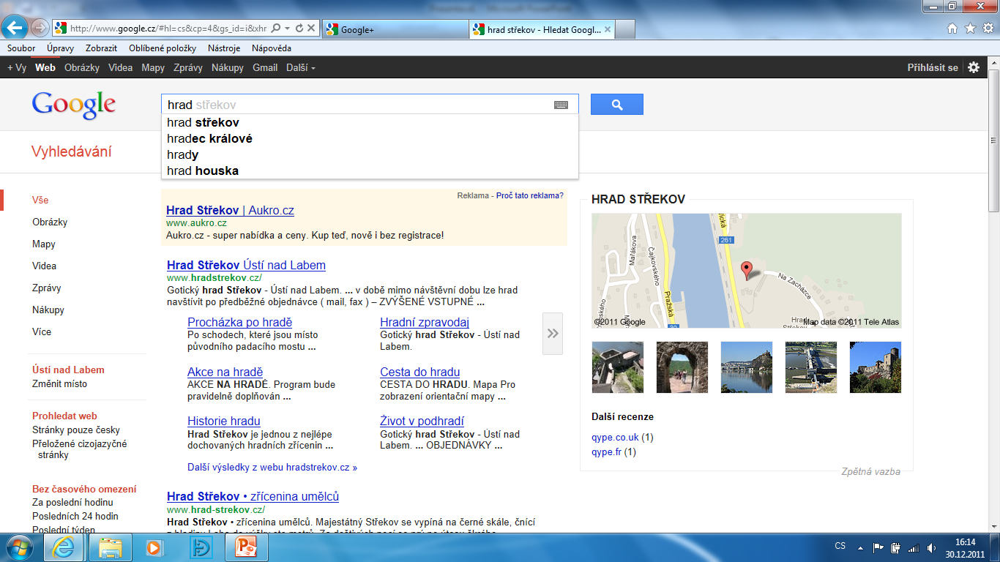 http://www.google.cz/#hl=cs&cp=4&gs_id=i&xhr
Google+
hrad střekov - Hledat Googl...
Soubor Úpravy Zobrazit Oblíbené položky Nástroje Nápověda
+ Vy Web Obrázky Videa Mapy Zprávy Nákupy Gmail Další
Přihlásit se
Google
hrad střekov
hrad střekov
hradec králové
hrady
hrad houska
Vyhledávání
Vše
Obrázky
Mapy
Videa
Zprávy
Nákupy
Více
Ústí nad Labem
Změnit místo
Prohledat web
Stránky pouze česky
Přeložené cizojazyčné
stránky
Bez časového omezení
Za poslední hodinu
Posledních 24 hodin
Poslední týden
Reklama - Proč tato reklama?
Hrad Střekov | Aukro.cz
www.aukro.cz
Aukro.cz - super nabídka a ceny. Kup teď, nově i bez registrace!
Hrad Střekov Ústí nad Labem
www.hradstrekov.cz/
Gotický hrad Střekov - Ústí nad Labem. ... v době mimo návštěvní dobu lze hrad
navštívit po předběžné objednávce ( mail, fax ) – ZVÝŠENÉ VSTUPNÉ ...
Procházka po hradě
Po schodech, které jsou místo
původního padacího mostu ...
Hradní zpravodaj
Gotický hrad Střekov - Ústí nad
Labem.
Akce na hradě
AKCE NA HRADĚ. Program bude
pravidelně doplňován ...
Cesta do hradu
CESTA DO HRADU. Mapa Pro
zobrazení orientační mapy ...
Historie hradu
Hrad Střekov je jednou z nejlépe
dochovaných hradních zřícenin ...
Život v podhradí
Gotický hrad Střekov - Ústí nad
Labem. ... OBJEDNÁVKY ...
Další výsledky z webu hradstrekov.cz »
Hrad Střekov • zřícenina umělců
www.hrad-strekov.cz/
Hrad Střekov • zřícenina umělců. Majestátný Střekov se vypíná na černé skále, čnící
HRAD STŘEKOV
261
Mařákova
Čajkovského
Pražská
30
Na Zacházce
Hrad
©2011 Google
Map data ©2011 Tele Atlas
Další recenze
qype.co.uk (1)
qype.fr (1)
Zpětná vazba
CS
16:14
30.12.2011